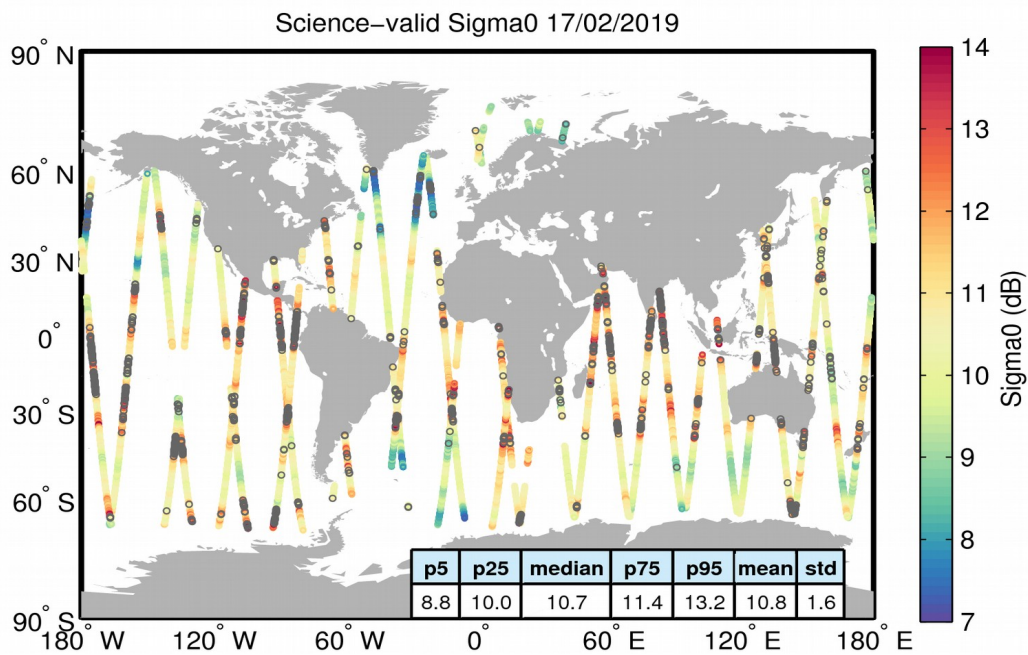 Science−valid Sigma0 17/02/2019
90° N
60° N
30° N
0°
30° S
60° S
90° S
180° W
120° W
60° W
0°
60° E
120° E
180° E
p5 p25 median p75 p95 mean std
8.8 10.0 10.7 11.4 13.2 10.8 1.6
14
13
12
11
10
9
8
7
Sigma0 (dB)